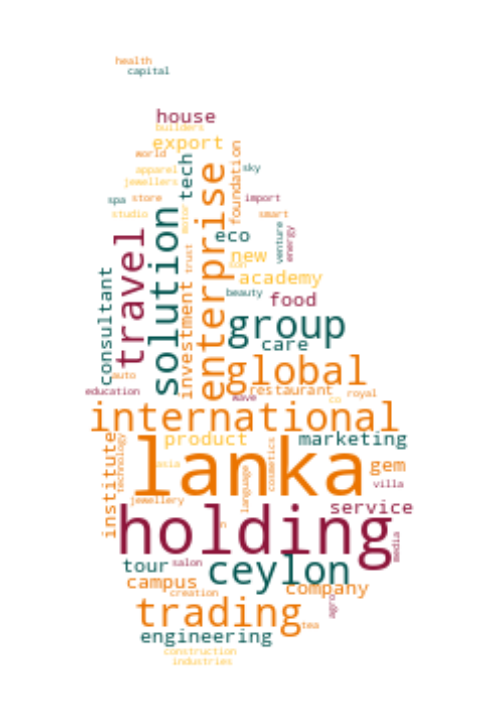 health
capital
house
builders
export
world
tech
foundation
apparel
sky
jewellers
spa
store
import
studio
motor
smart
enterprise
solution
travel
eco
venture
energy
trust
new
son
academy
consultant
investment
beauty
food
group
care
global
auto
education
restaurant
royal
wave
co
international
product
marketing
institute
technology
lanka
asia
cosmetics
language
gem
villa
jewellery
service
holding
n
media
tour
salon
ceylon
campus
company
creation
agro
trading
tea
engineering
construction
industries